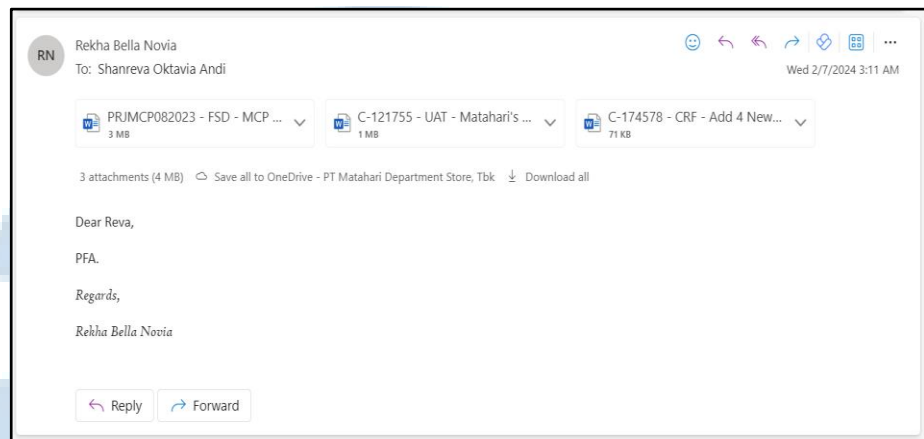 RN
Rekha Bella Novia
To: Shanreva Oktavia Andi
Wed 2/7/2024 3:11 AM
PRJMCP082023 - FSD - MCP ...
3 MB
C-121755 - UAT - Matahari's ...
1 MB
C-174578 - CRF - Add 4 New...
71 KB
3 attachments (4 MB) Save all to OneDrive - PT Matahari Department Store, Tbk Download all
Dear Reva,
PFA.
Regards,
Rekha Bella Novia
Reply Forward